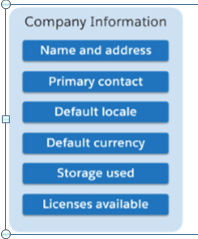 Company Information
Name and address
Primary contact
Default locale
Default currency
Storage used
Licenses available